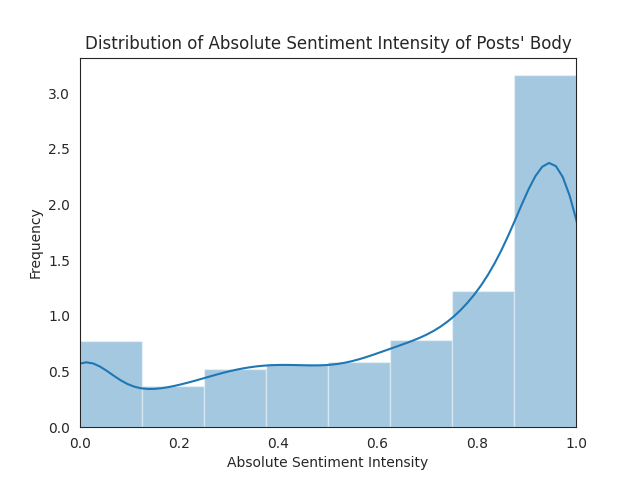 Distribution of Absolute Sentiment Intensity of Posts' Body
Frequency
3.0
2.5
2.0
1.5
1.0
0.5
0.0
0.0 0.2 0.4 0.6 0.8 1.0
Absolute Sentiment Intensity